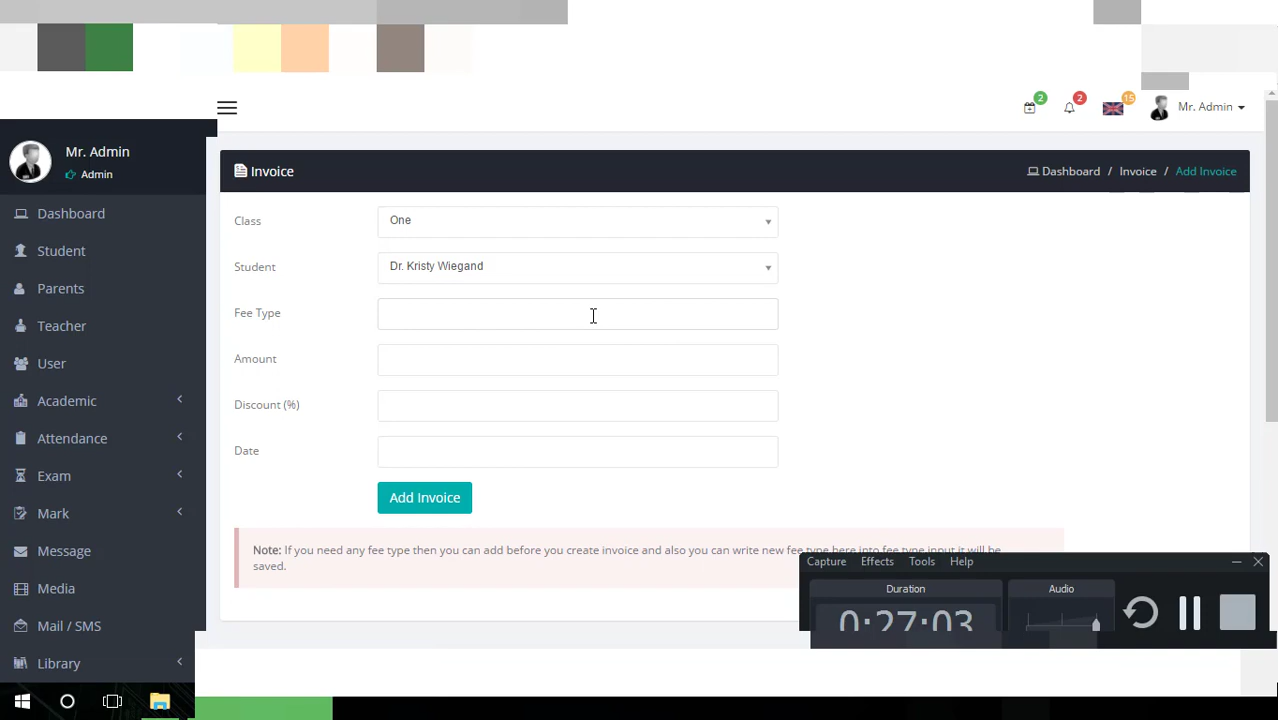 2 2 15 Mr. Admin
Mr. Admin
Admin
Invoice Dashboard / Invoice / Add Invoice
Dashboard
Student
Parents
Teacher
User
Academic
Attendance
Exam
Mark
Message
Media
Mail / SMS
Library
Class One
Student Dr. Kristy Wiegand
Fee Type
Amount
Discount (%)
Date
Add Invoice
Note: If you need any fee type then you can add before you create invoice and also you can write new fee type here into fee type input it will be
saved.
Capture Effects Tools Help
Duration Audio
0:27:03